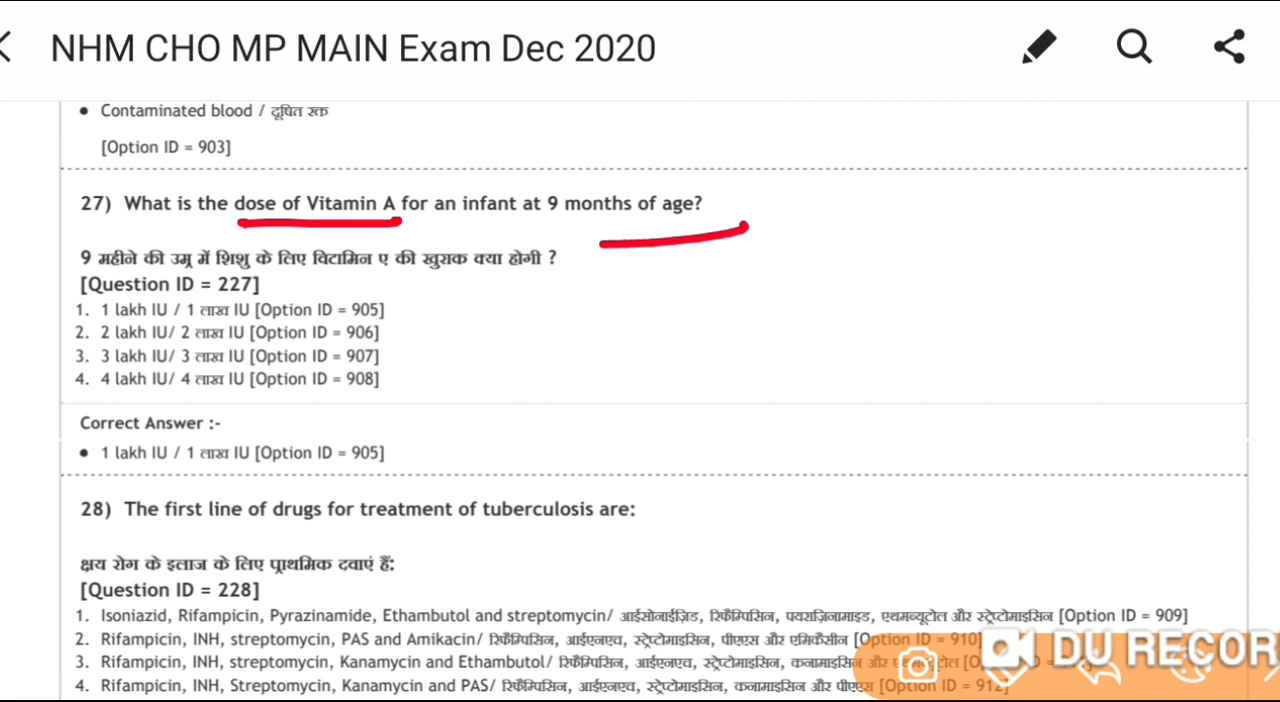 NHM CHO MP MAIN Exam Dec 2020
• Contaminated blood / दूषित रक्त
[Option ID = 903]
27) What is the dose of Vitamin A for an infant at 9 months of age?
9 महीने की उम्र में शिशु के लिए विटामिन ए की खुराक क्या होगी ?
[Question ID = 227]
1. 1 lakh IU / 1 लाख IU [Option ID = 905]
2. 2 lakh IU/ 2 लाख IU [Option ID = 906]
3. 3 lakh IU/ 3 लाख IU [Option ID = 907]
4. 4 lakh IU/ 4 लाख IU [Option ID = 908]
Correct Answer :-
• 1 lakh IU / 1 लाख IU [Option ID = 905]
28) The first line of drugs for treatment of tuberculosis are:
क्षय रोग के इलाज के लिए प्राथमिक दवाएं हैं:
[Question ID = 228]
1. Isoniazid, Rifampicin, Pyrazinamide, Ethambutol and streptomycin/ आईसोनाईज़िड, रिफैम्पिसिन, पयराज़िनामाइड, एथमब्यूटोल और स्ट्रेप्टोमाइसिन [Option ID = 909]
2. Rifampicin, INH, streptomycin, PAS and Amikacin/ रिफैम्पिसिन, आईएनएच, स्ट्रेप्टोमाइसिन, पीएएस और एमिकैसीन [Option ID = 910]
3. Rifampicin, INH, streptomycin, Kanamycin and Ethambutol/ रिफैम्पिसिन, आईएनएच, स्ट्रेप्टोमाइसिन, कनामाइसिन और
DU RECOR
4. Rifampicin, INH, Streptomycin, Kanamycin and PAS/ रिफैम्पिसिन, आईएनएच, स्ट्रेप्टोमाइसिन, कनामाइसिन और पीएएस [Option ID = 912]